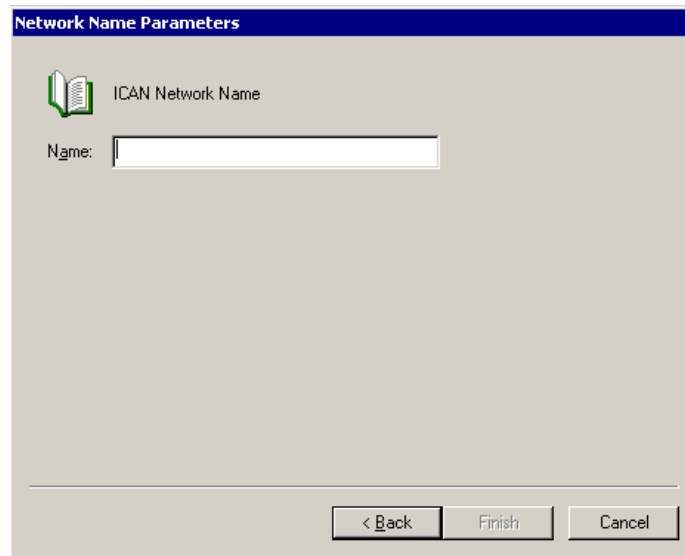 Network Name Parameters
ICAN Network Name
Name:
< Back
Finish
Cancel